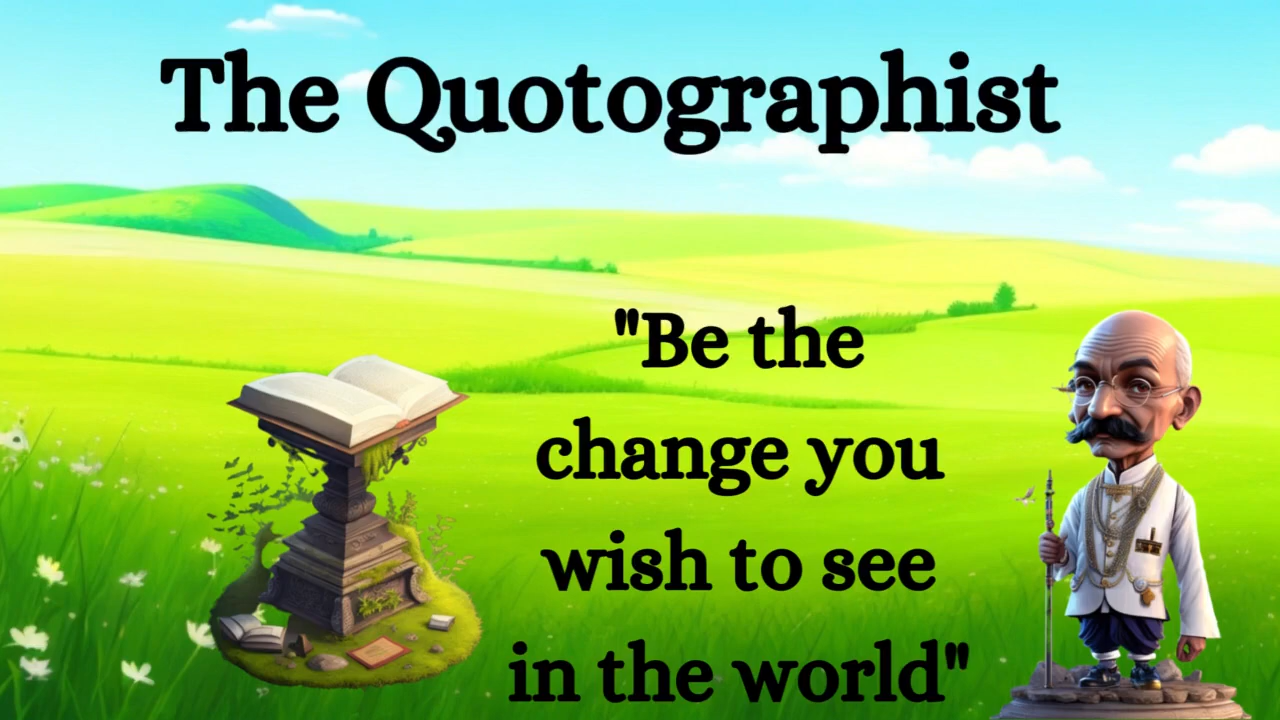 The Quotographist
"Be the
change you
wish to see
in the world"